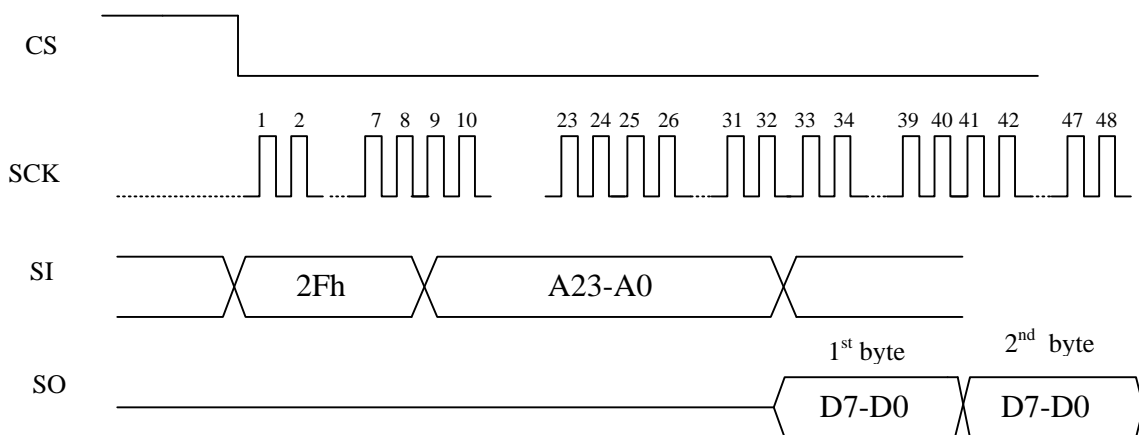 CS
1 2 7 8 9 10 23 24 25 26 31 32 33 34 39 40 41 42 47 48
SCK
SI 2Fh A23-A0
1st byte 2nd byte
SO D7-D0 D7-D0